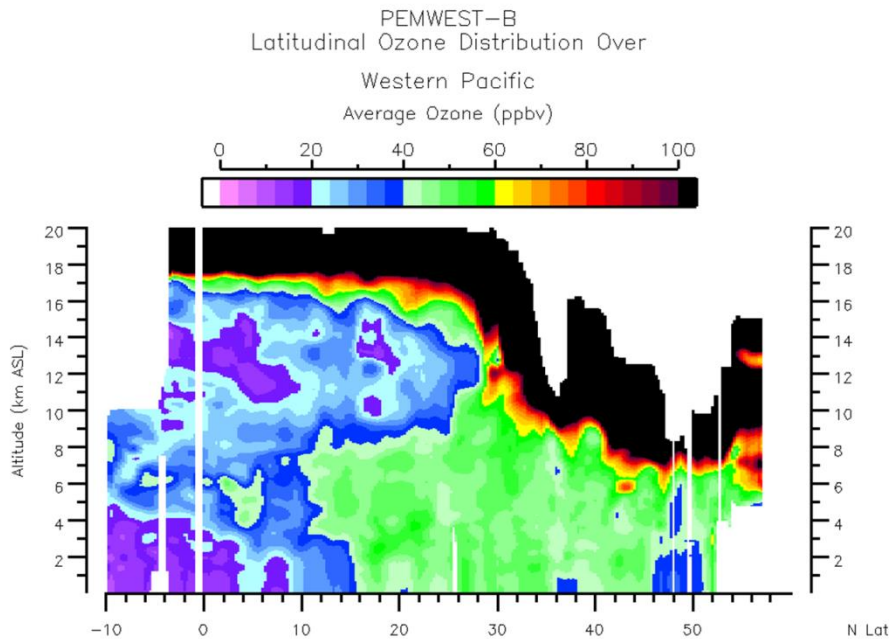 PEMWEST-B
Latitudinal Ozone Distribution Over
Western Pacific
Average Ozone (ppbv)
0 20 40 60 80 100
20 20
18 18
16 16
14 14
12 12
10 10
8 8
6 6
4 4
2 2
Altitude (km ASL)
-10 0 10 20 30 40 50 N Lat